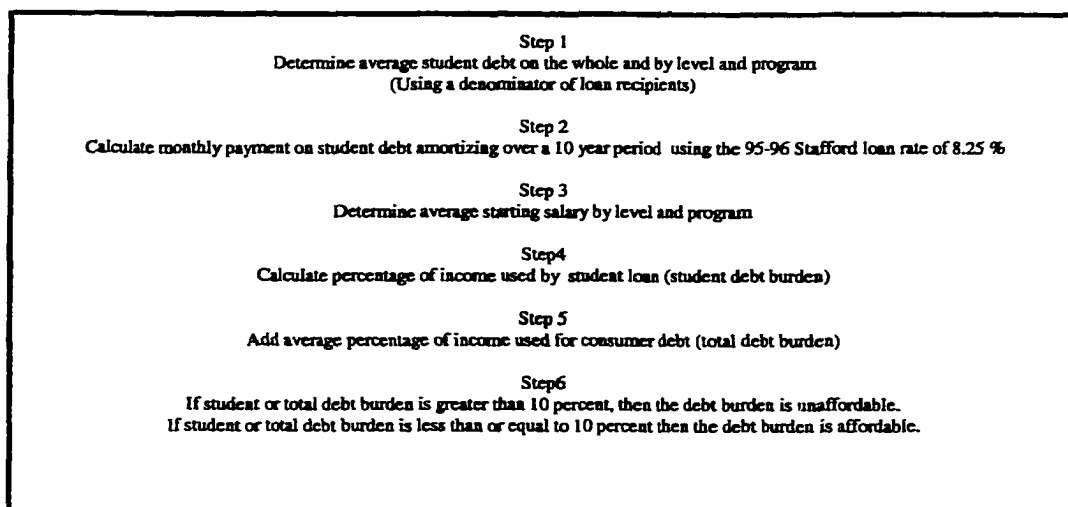 Step 1
Determine average student debt on the whole and by level and program
(Using a denominator of loan recipients)
Step 2
Calculate monthly payment on student debt amortizing over a 10 year period using the 95-96 Stafford loan rate of 8.25 %
Step 3
Determine average starting salary by level and program
Step4
Calculate percentage of income used by student loan (student debt burden)
Step 5
Add average percentage of income used for consumer debt (total debt burden)
Step6
If student or total debt burden is greater than 10 percent, then the debt burden is unaffordable.
If student or total debt burden is less than or equal to 10 percent then the debt burden is affordable.